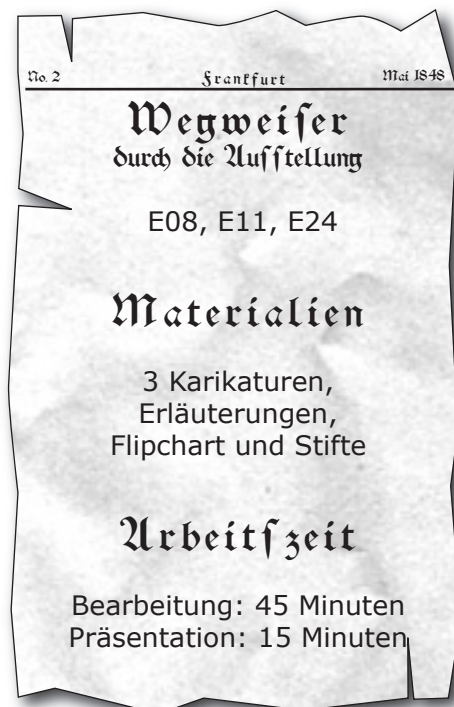 No. 2 Frankfurt Mai 1848
Wegweiſer
durch die Auſſtellung
E08, E11, E24
Materialien
3 Karikaturen,
Erläuterungen,
Flipchart und Stifte
Arbeitſzeit
Bearbeitung: 45 Minuten
Präsentation: 15 Minuten